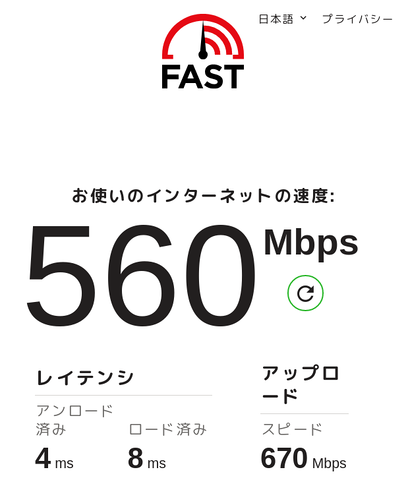 日本語 プライバシー
FAST
お使いのインターネットの速度:
560 Mbps
レイテンシ
アンロード
済み
ロード済み
4 ms
8 ms
アップロ
ード
スピード
670 Mbps